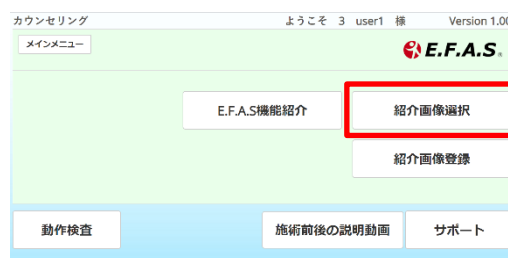 カウンセリング ようこそ 3 user1 様 Version 1.00
メインメニュー
E.F.A.S®
E.F.A.S機能紹介 紹介画像選択
紹介画像登録
動作検査 施術前後の説明動画 サポート